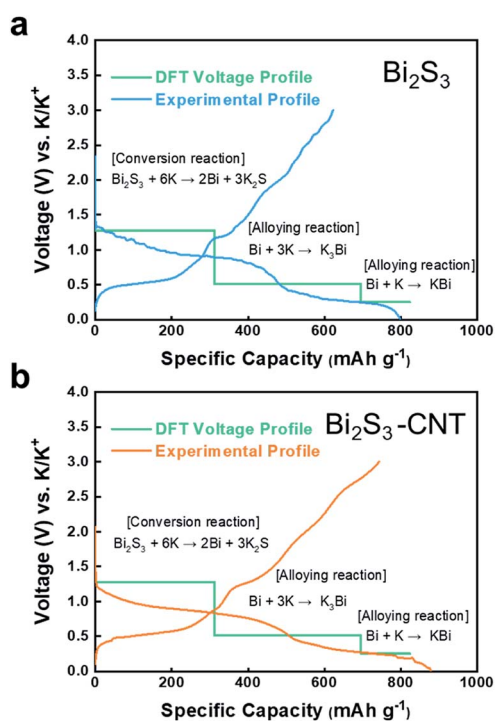 a
4.0
3.5
3.0
2.5
2.0
1.5
1.0
0.5
0.0
Voltage (V) vs. K/K⁺
Bi₂S₃
DFT Voltage Profile
Experimental Profile
[Conversion reaction]
Bi₂S₃ + 6K → 2Bi + 3K₂S
[Alloying reaction]
Bi + 3K → K₃Bi
[Alloying reaction]
Bi + K → KBi
0 200 400 600 800 1000
Specific Capacity (mAh g⁻¹)
b
4.0
3.5
3.0
2.5
2.0
1.5
1.0
0.5
0.0
Voltage (V) vs. K/K⁺
Bi₂S₃-CNT
DFT Voltage Profile
Experimental Profile
[Conversion reaction]
Bi₂S₃ + 6K → 2Bi + 3K₂S
[Alloying reaction]
Bi + 3K → K₃Bi
[Alloying reaction]
Bi + K → KBi
0 200 400 600 800 1000
Specific Capacity (mAh g⁻¹)